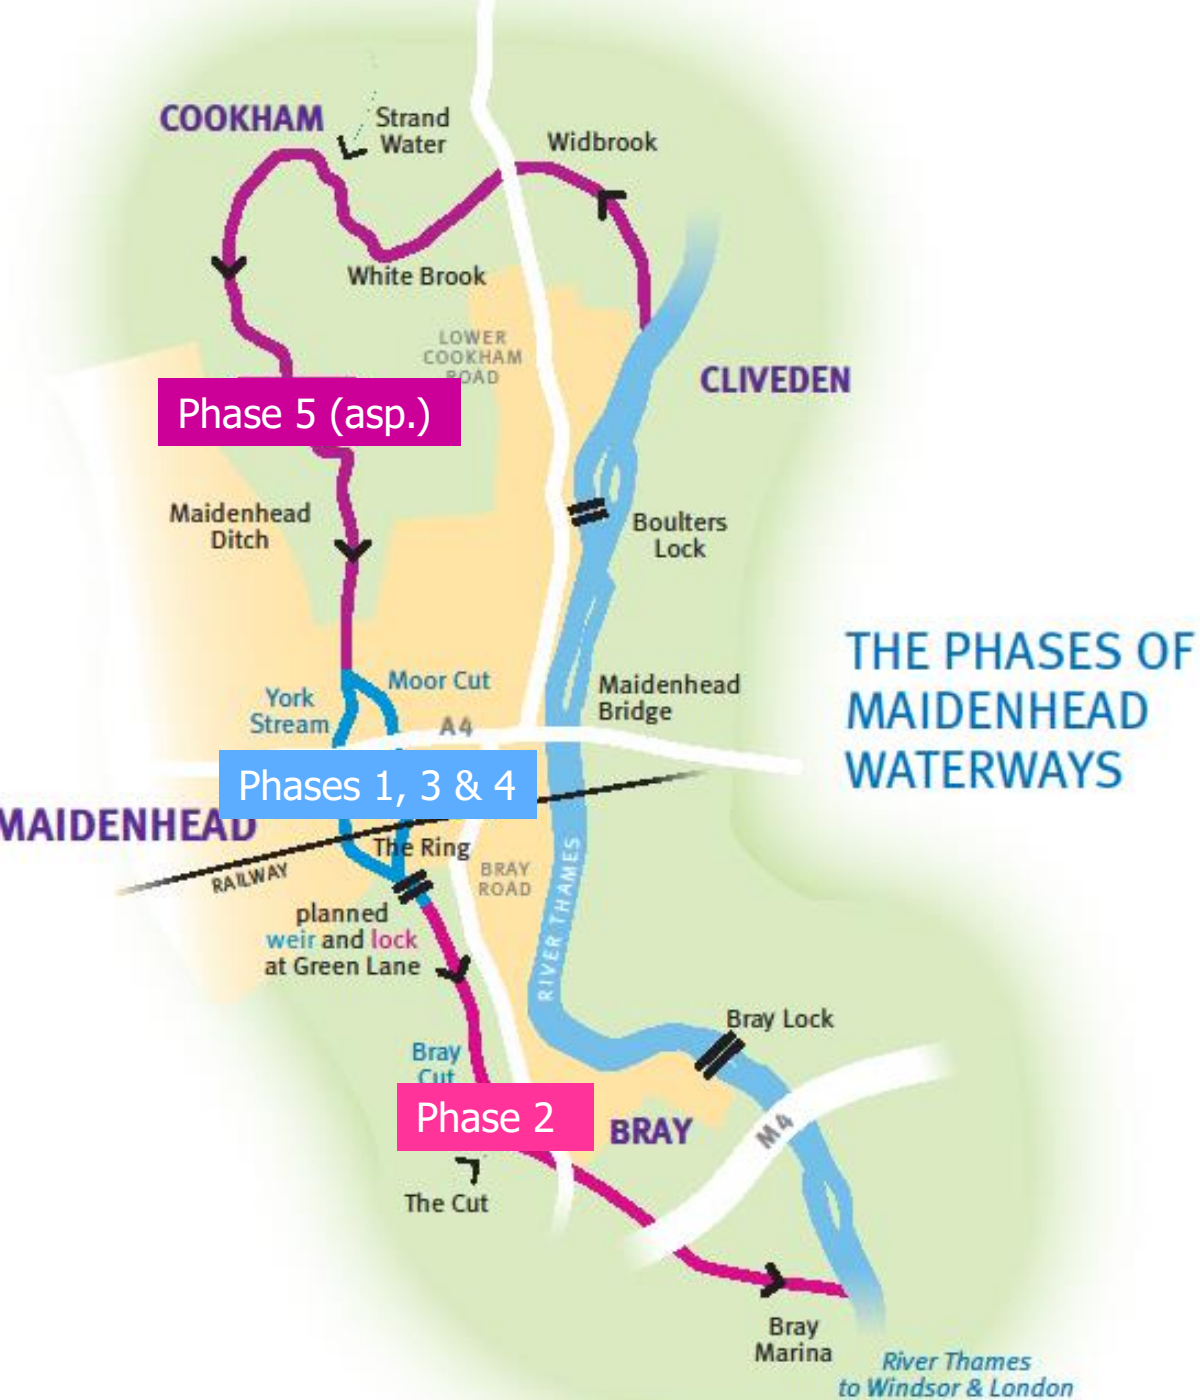 COOKHAM
Strand
Water
Widbrook
White Brook
LOWER
COOKHAM
ROAD
CLIVEDEN
Phase 5 (asp.)
Maidenhead
Ditch
Boulters
Lock
THE PHASES OF
MAIDENHEAD
WATERWAYS
Moor Cut
York
Stream
Maidenhead
Bridge
A4
Phases 1, 3 & 4
MAIDENHEAD
The Ring
RAILWAY
BRAY
ROAD
RIVER THAMES
planned
weir and lock
at Green Lane
Bray Lock
Bray
Cut
Phase 2
BRAY
M4
The Cut
Bray
Marina
River Thames
to Windsor & London